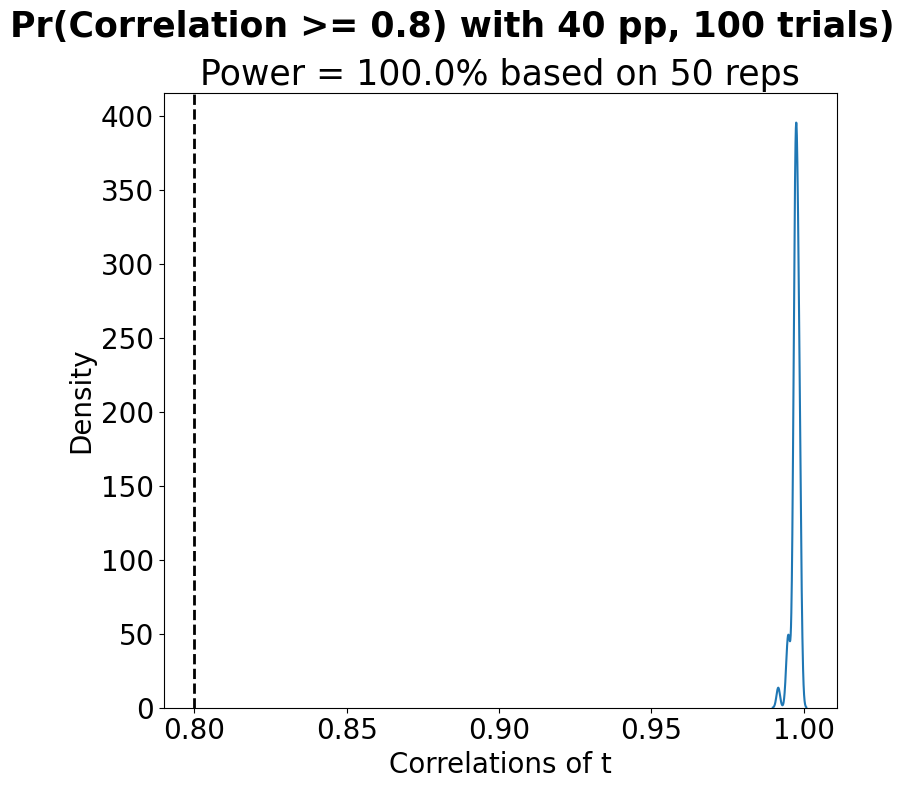 Pr(Correlation >= 0.8) with 40 pp, 100 trials)
Power = 100.0% based on 50 reps
400
350
300
250
200
150
100
50
0
Density
0.80 0.85 0.90 0.95 1.00
Correlations of t